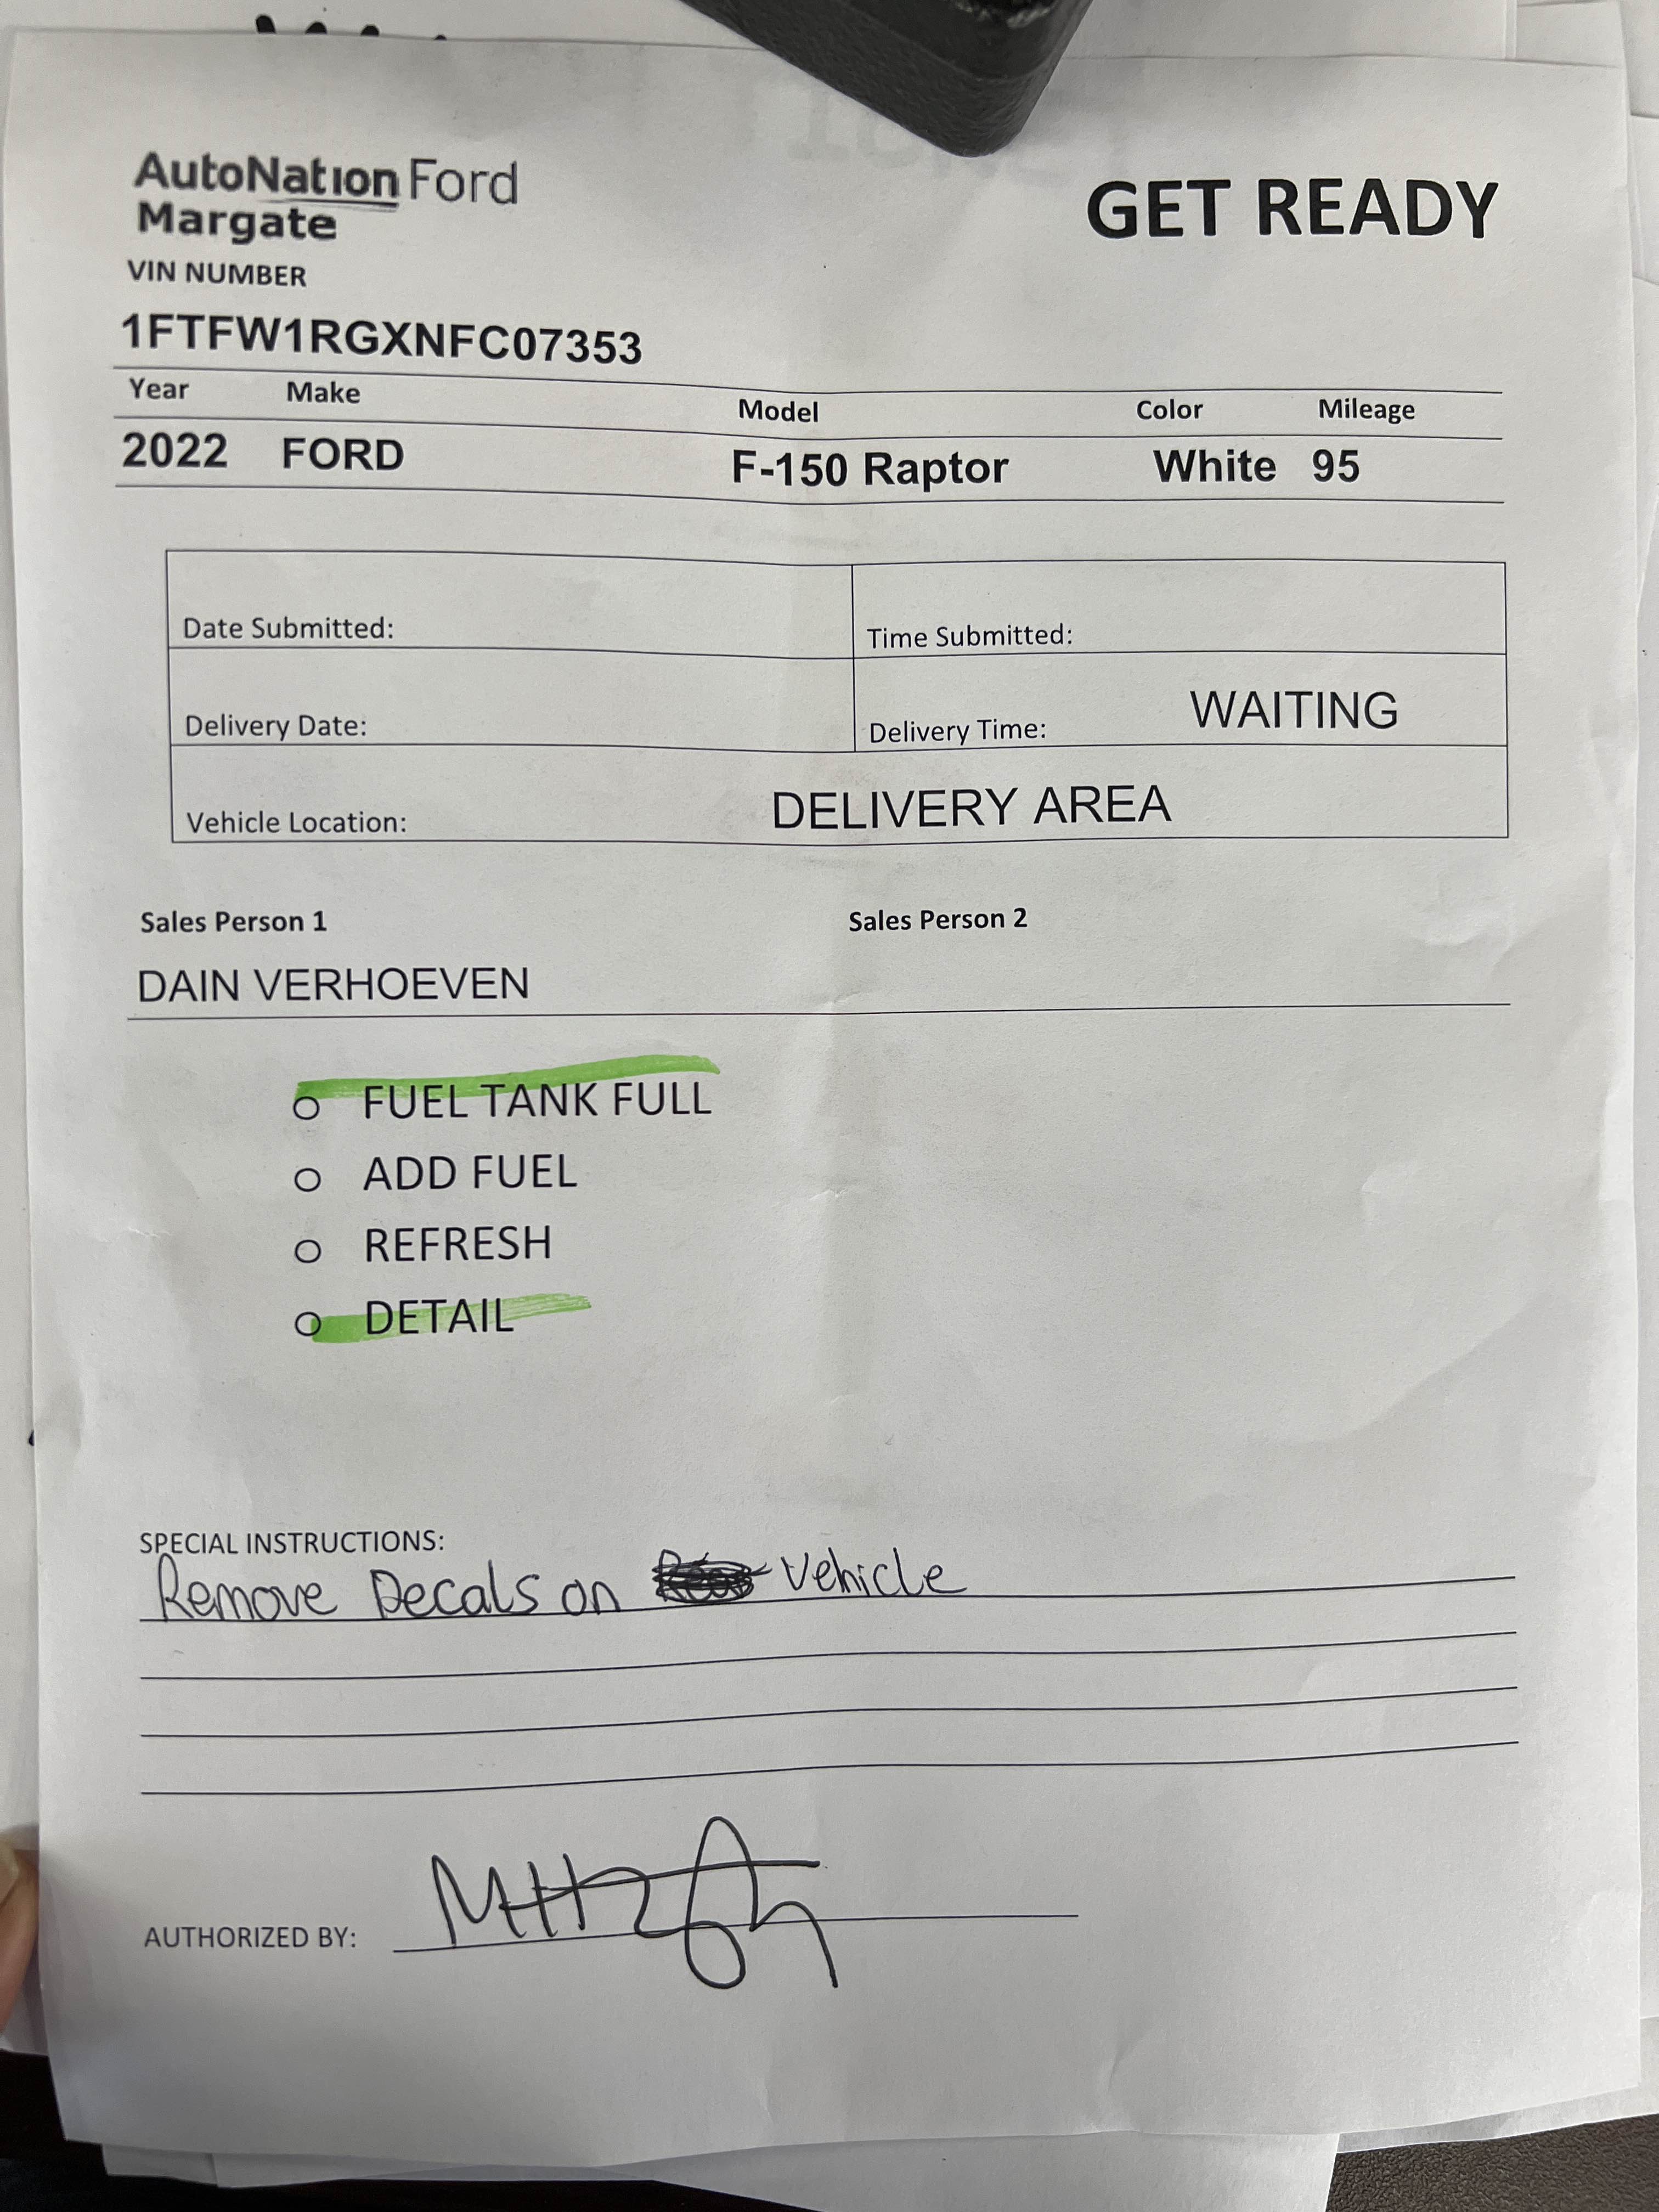 AutoNation Ford
Margate
GET READY
VIN NUMBER
1FTFW1RGXNFC07353
Year Make Model Color Mileage
2022 FORD F-150 Raptor White 95
Date Submitted: Time Submitted:
Delivery Date: Delivery Time: WAITING
Vehicle Location: DELIVERY AREA
Sales Person 1 Sales Person 2
DAIN VERHOEVEN
o FUEL TANK FULL
o ADD FUEL
o REFRESH
o DETAIL
SPECIAL INSTRUCTIONS:
Remove Decals on Vehicle
AUTHORIZED BY: